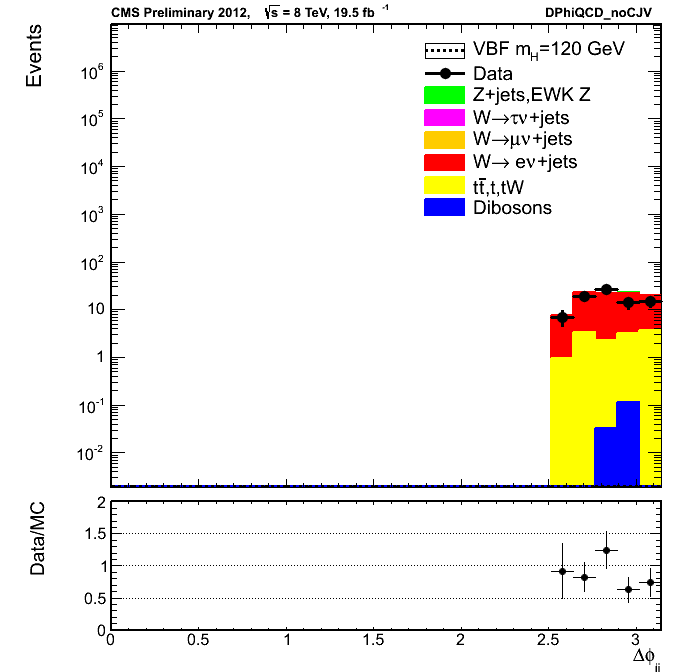 CMS Preliminary 2012, √s = 8 TeV, 19.5 fb⁻¹ DPhiQCD_noCJV
Events
VBF m_H=120 GeV
Data
Z+jets,EWK Z
W→τν+jets
W→μν+jets
W→ eν+jets
tt̄,t,tW
Dibosons
10⁶
10⁵
10⁴
10³
10²
10
1
10⁻¹
10⁻²
Data/MC
2
1.5
1
0.5
0
0 0.5 1 1.5 2 2.5 3
Δϕ_jj